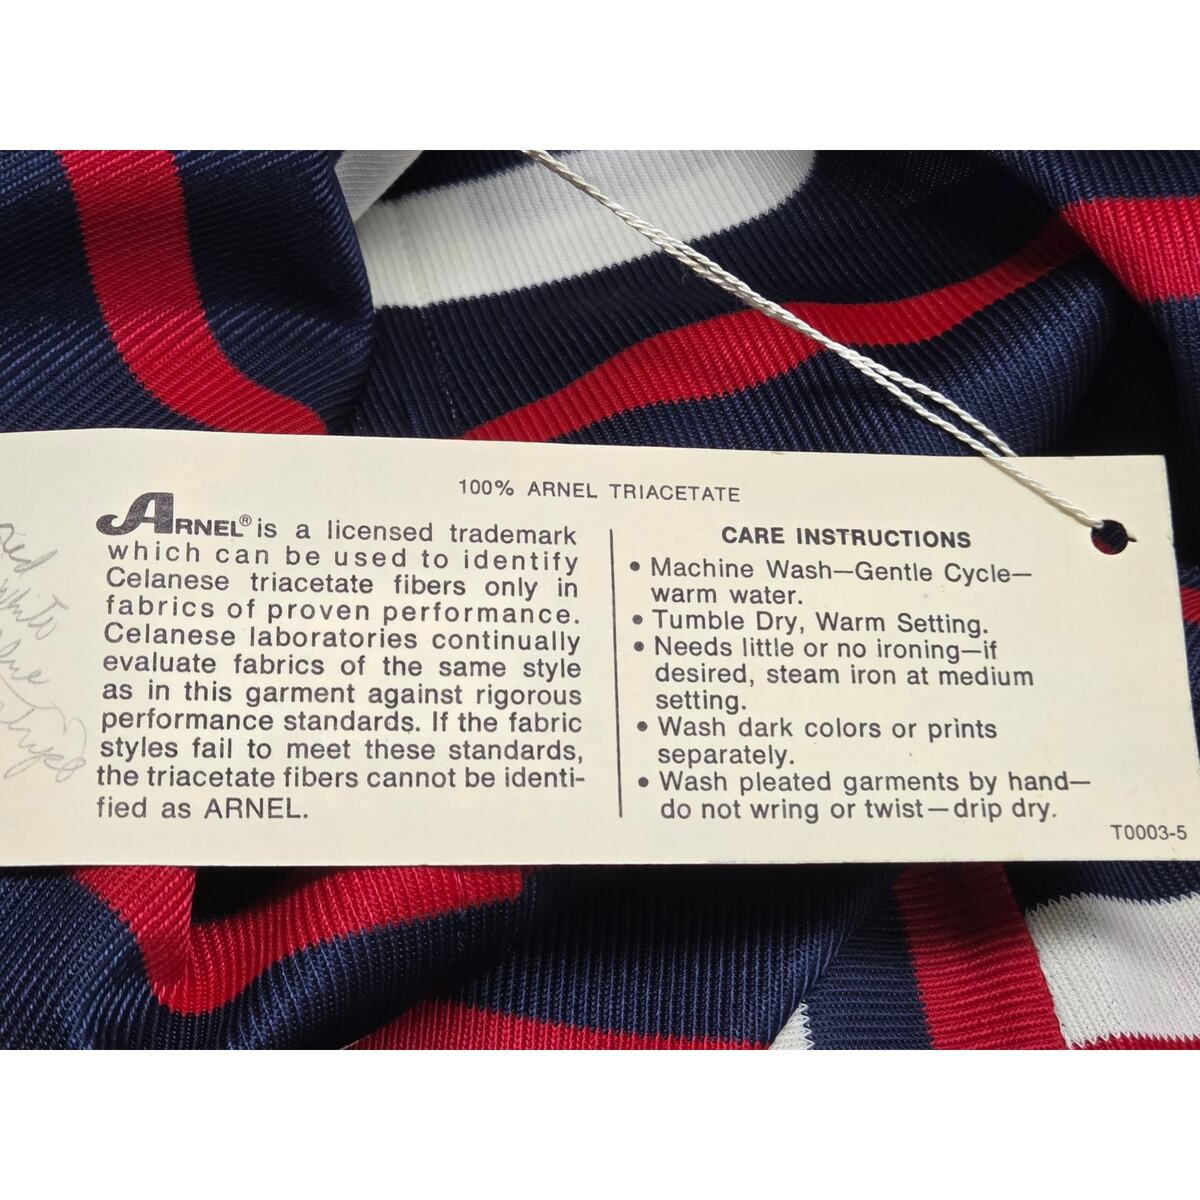 100% ARNEL TRIACETATE
ARNEL® is a licensed trademark
which can be used to identify
Celanese triacetate fibers only in
fabrics of proven performance.
Celanese laboratories continually
evaluate fabrics of the same style
as in this garment against rigorous
performance standards. If the fabric
styles fail to meet these standards,
the triacetate fibers cannot be identi-
fied as ARNEL.
CARE INSTRUCTIONS
• Machine Wash—Gentle Cycle—
warm water.
• Tumble Dry, Warm Setting.
• Needs little or no ironing—if
desired, steam iron at medium
setting.
• Wash dark colors or prints
separately.
• Wash pleated garments by hand—
do not wring or twist—drip dry.
T0003-5